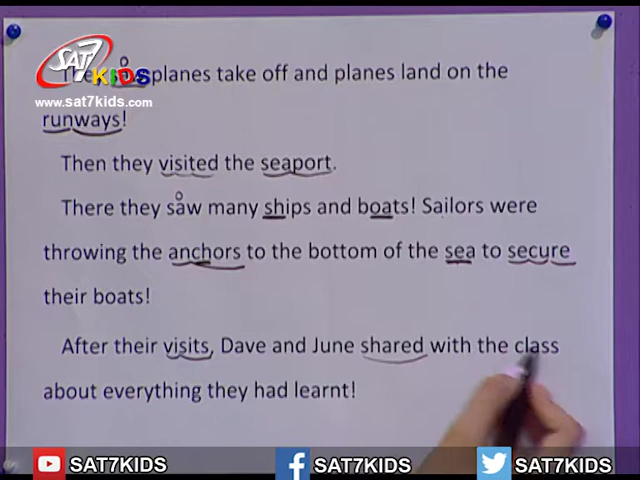 SAT7
KIDS
www.sat7kids.com
planes take off and planes land on the
runways!
Then they visited the seaport.
There they saw many ships and boats! Sailors were
throwing the anchors to the bottom of the sea to secure
their boats!
After their visits, Dave and June shared with the class
about everything they had learnt!
SAT7KIDS SAT7KIDS SAT7KIDS